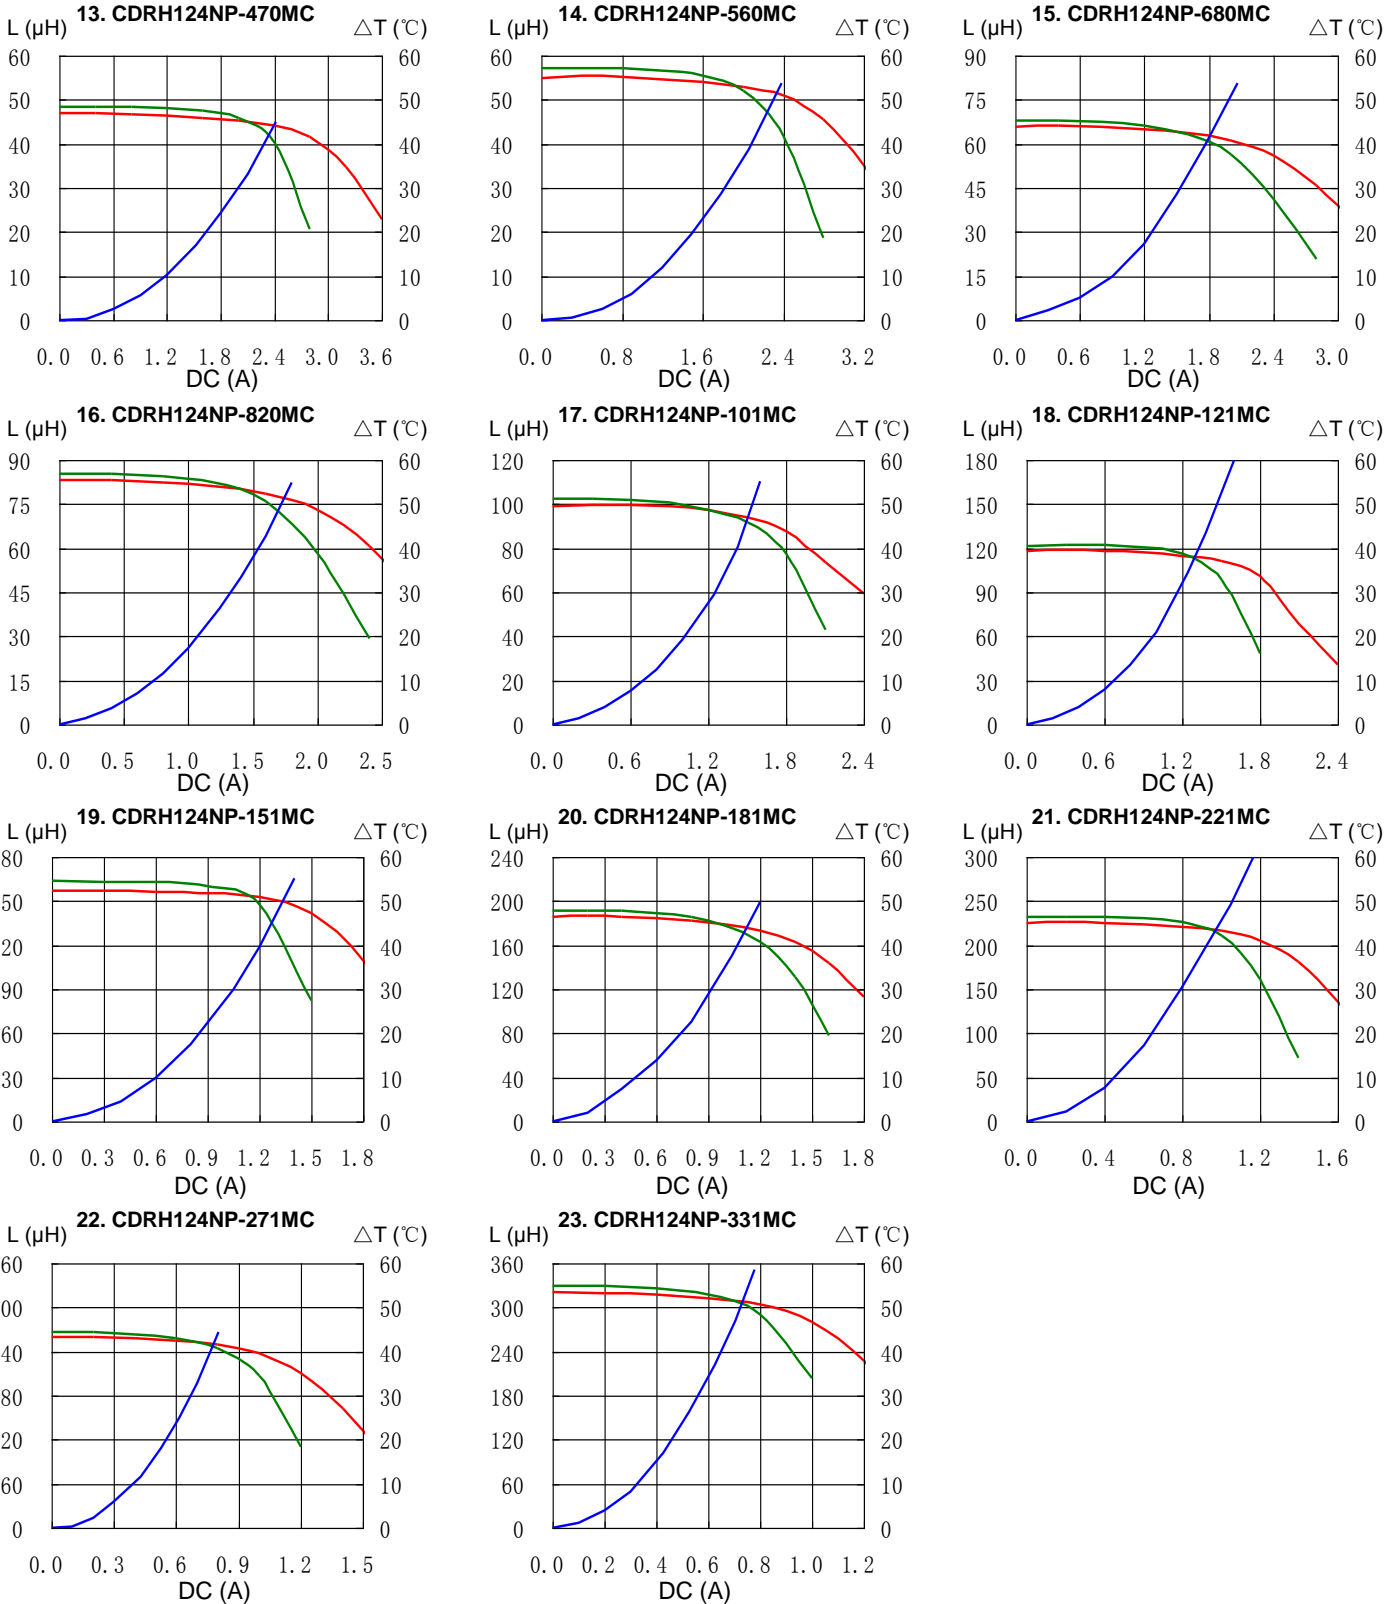 13. CDRH124NP-470MC
L (μH) △T (℃)
60 60
50 50
40 40
30 30
20 20
10 10
0 0
0.0 0.6 1.2 1.8 2.4 3.0 3.6
DC (A)
14. CDRH124NP-560MC
L (μH) △T (℃)
60 60
50 50
40 40
30 30
20 20
10 10
0 0
0.0 0.8 1.6 2.4 3.2
DC (A)
15. CDRH124NP-680MC
L (μH) △T (℃)
90 60
75 50
60 40
45 30
30 20
15 10
0 0
0.0 0.6 1.2 1.8 2.4 3.0
DC (A)
16. CDRH124NP-820MC
L (μH) △T (℃)
90 60
75 50
60 40
45 30
30 20
15 10
0 0
0.0 0.5 1.0 1.5 2.0 2.5
DC (A)
17. CDRH124NP-101MC
L (μH) △T (℃)
120 60
100 50
80 40
60 30
40 20
20 10
0 0
0.0 0.6 1.2 1.8 2.4
DC (A)
18. CDRH124NP-121MC
L (μH) △T (℃)
180 60
150 50
120 40
90 30
60 20
30 10
0 0
0.0 0.6 1.2 1.8 2.4
DC (A)
19. CDRH124NP-151MC
L (μH) △T (℃)
80 60
50 50
20 40
90 30
60 20
30 10
0 0
0.0 0.3 0.6 0.9 1.2 1.5 1.8
DC (A)
20. CDRH124NP-181MC
L (μH) △T (℃)
240 60
200 50
160 40
120 30
80 20
40 10
0 0
0.0 0.3 0.6 0.9 1.2 1.5 1.8
DC (A)
21. CDRH124NP-221MC
L (μH) △T (℃)
300 60
250 50
200 40
150 30
100 20
50 10
0 0
0.0 0.4 0.8 1.2 1.6
DC (A)
22. CDRH124NP-271MC
L (μH) △T (℃)
60 60
00 50
40 40
80 30
20 20
60 10
0 0
0.0 0.3 0.6 0.9 1.2 1.5
DC (A)
23. CDRH124NP-331MC
L (μH) △T (℃)
360 60
300 50
240 40
180 30
120 20
60 10
0 0
0.0 0.2 0.4 0.6 0.8 1.0 1.2
DC (A)